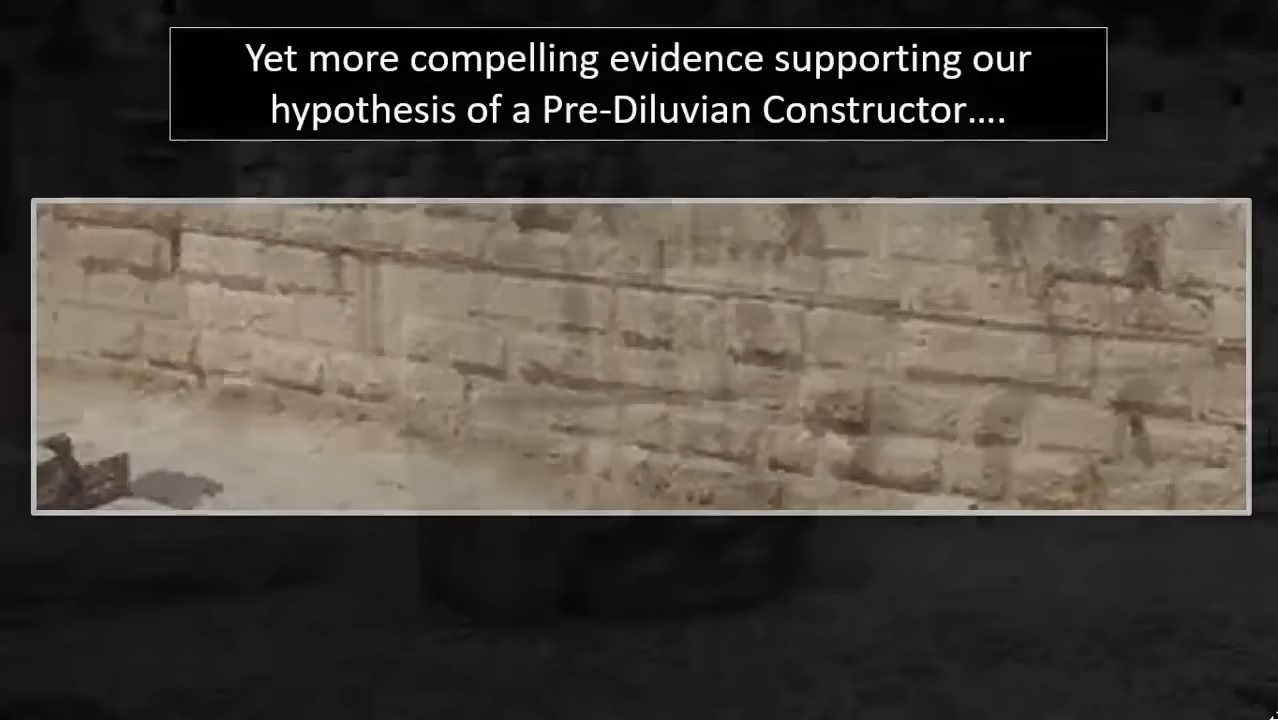 Yet more compelling evidence supporting our
hypothesis of a Pre-Diluvian Constructor....